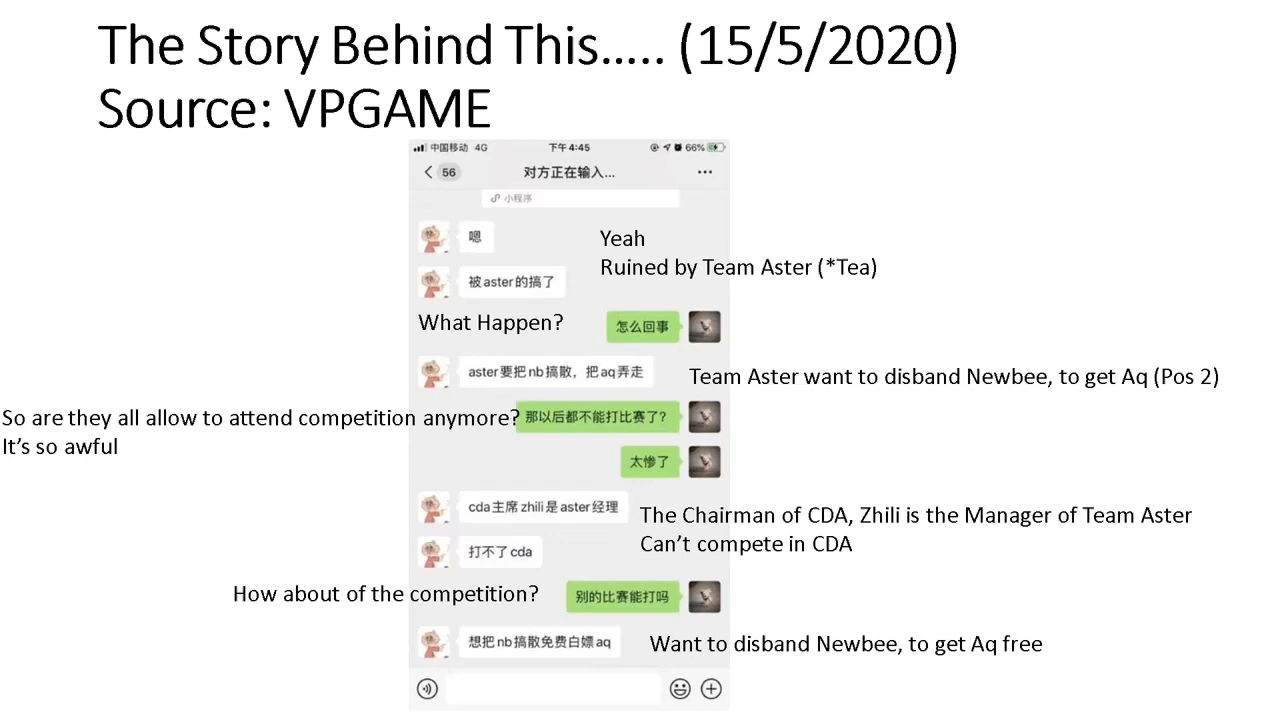 The Story Behind This….. (15/5/2020)
Source: VPGAME
中国移动 4G 下午4:45 66%
56 对方正在输入... ...
小程序
嗯
Yeah
被aster的搞了
Ruined by Team Aster (*Tea)
What Happen?
怎么回事
aster要把nb搞散，把aq弄走
Team Aster want to disband Newbee, to get Aq (Pos 2)
So are they all allow to attend competition anymore?
It’s so awful
那以后都不能打比赛了?
太惨了
cda主席zhili是aster经理
The Chairman of CDA, Zhili is the Manager of Team Aster
打不了cda
Can’t compete in CDA
How about of the competition?
别的比赛能打吗
想把nb搞散免费白嫖aq
Want to disband Newbee, to get Aq free